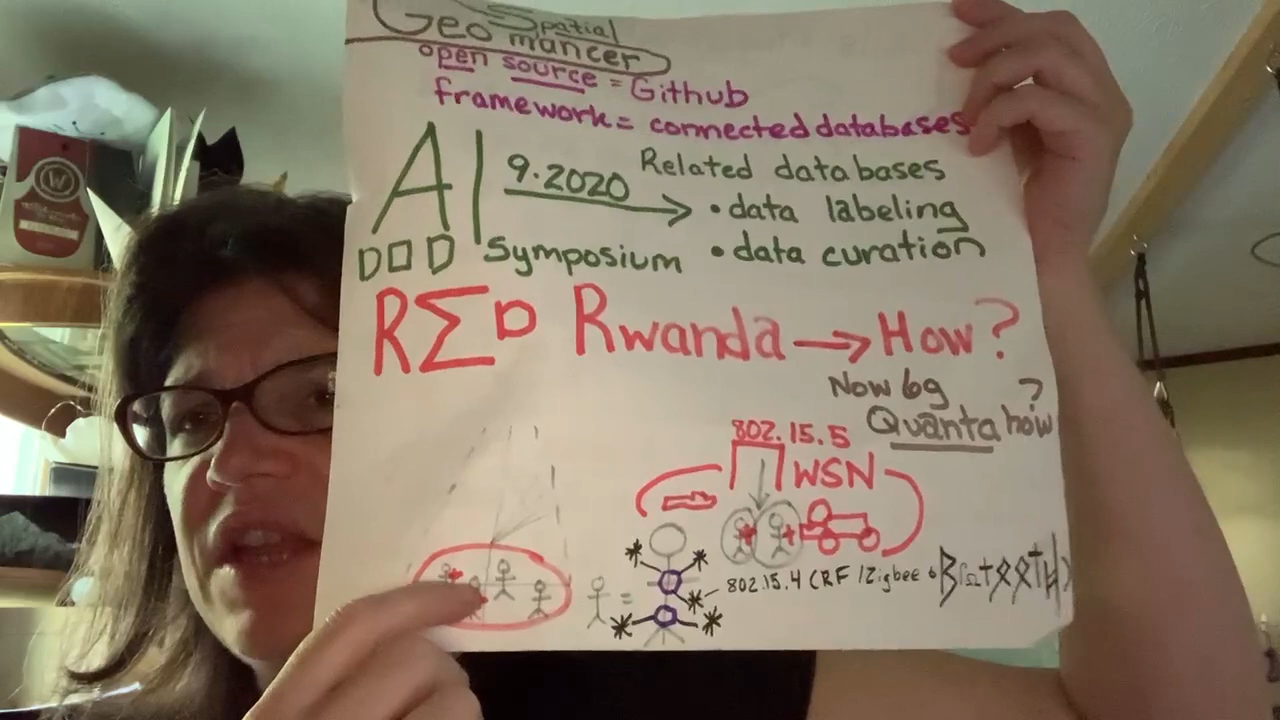 Geo Spatial
mancer
open source = Github
framework = connected databases
AI 9.2020 → Related databases
• data labeling
DOD Symposium • data curation
RΣD Rwanda → How?
Now 6g ?
Quanta how
802.15.5
WSN
802.15.4 CRF /Zigbee •
W